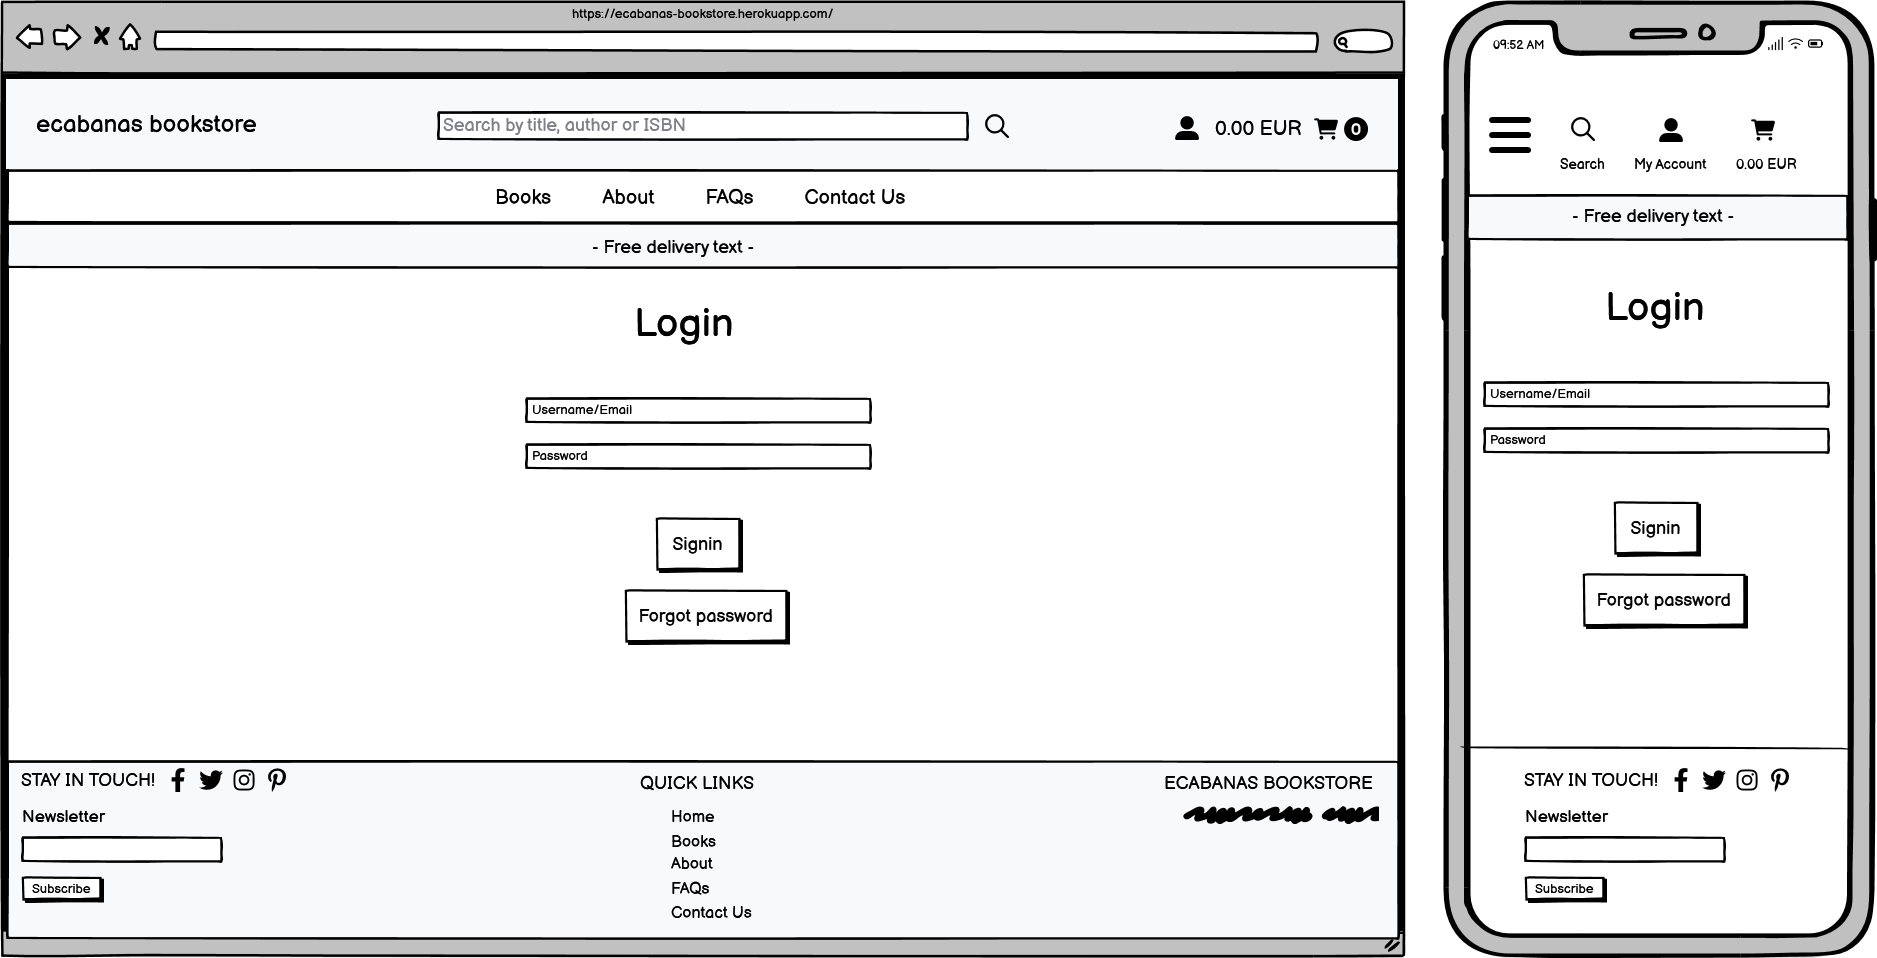 https://ecabanas-bookstore.herokuapp.com/
ecabanas bookstore
Search by title, author or ISBN
0.00 EUR
0
Books About FAQs Contact Us
- Free delivery text -
Login
Username/Email
Password
Signin
Forgot password
STAY IN TOUCH!
Newsletter
Subscribe
QUICK LINKS
Home
Books
About
FAQs
Contact Us
ECABANAS BOOKSTORE
09:52 AM
Search My Account 0.00 EUR
- Free delivery text -
Login
Username/Email
Password
Signin
Forgot password
STAY IN TOUCH!
Newsletter
Subscribe